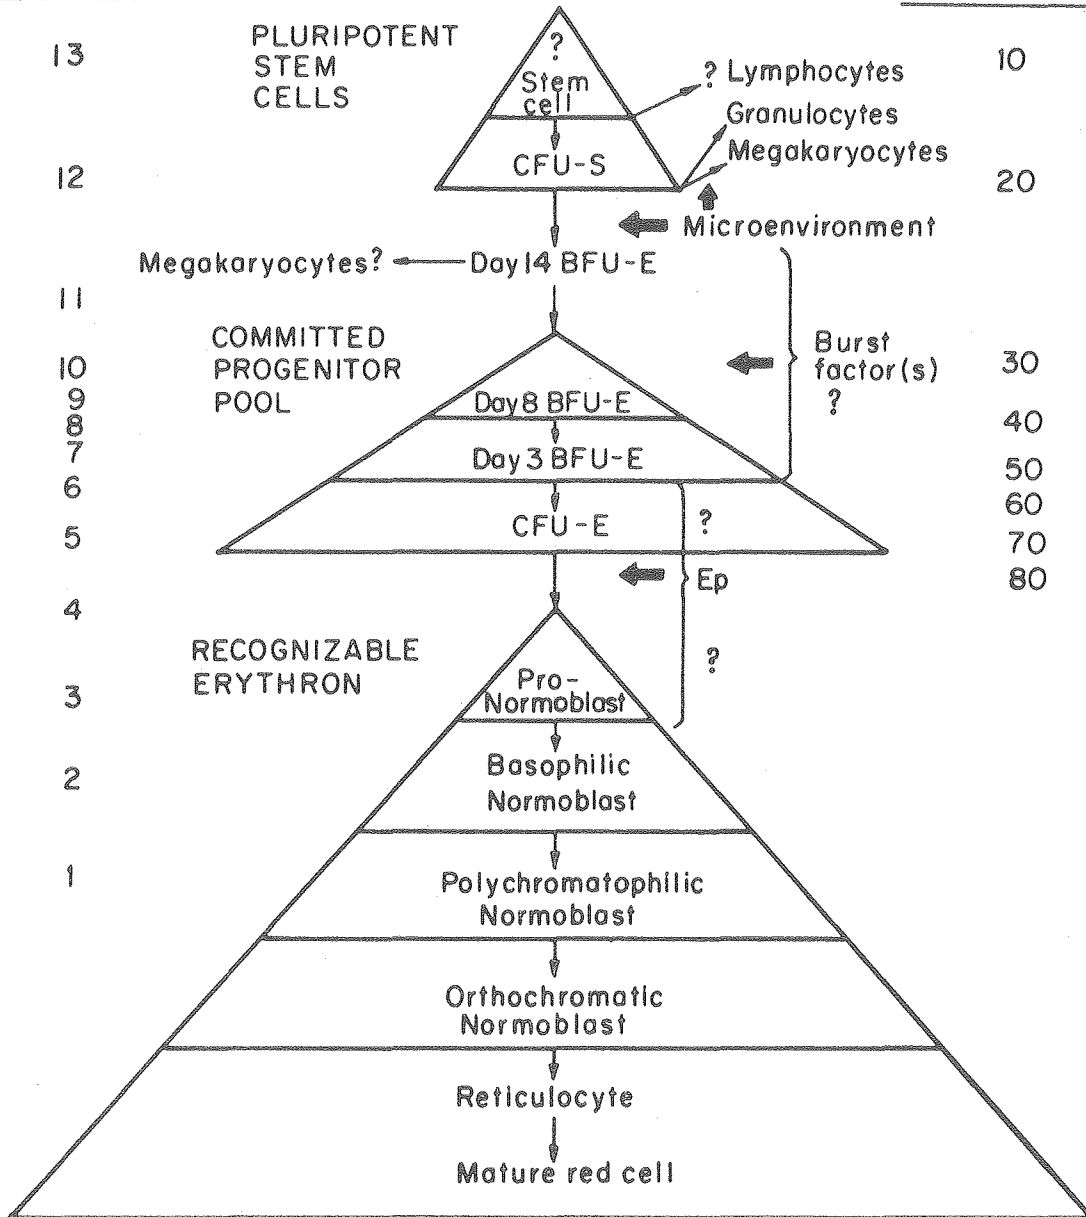 13
PLURIPOTENT
STEM
CELLS
?
Stem
cell
? Lymphocytes
10
Granulocytes
Megakaryocytes
12
CFU-S
20
Microenvironment
Megakaryocytes?
Day 14 BFU-E
11
COMMITTED
PROGENITOR
POOL
Burst
factor(s)
?
10
30
9
Day 8 BFU-E
8
40
7
Day 3 BFU-E
50
6
60
CFU-E
?
5
70
Ep
80
4
RECOGNIZABLE
ERYTHRON
?
3
Pro-
Normoblast
2
Basophilic
Normoblast
1
Polychromatophilic
Normoblast
Orthochromatic
Normoblast
Reticulocyte
Mature red cell